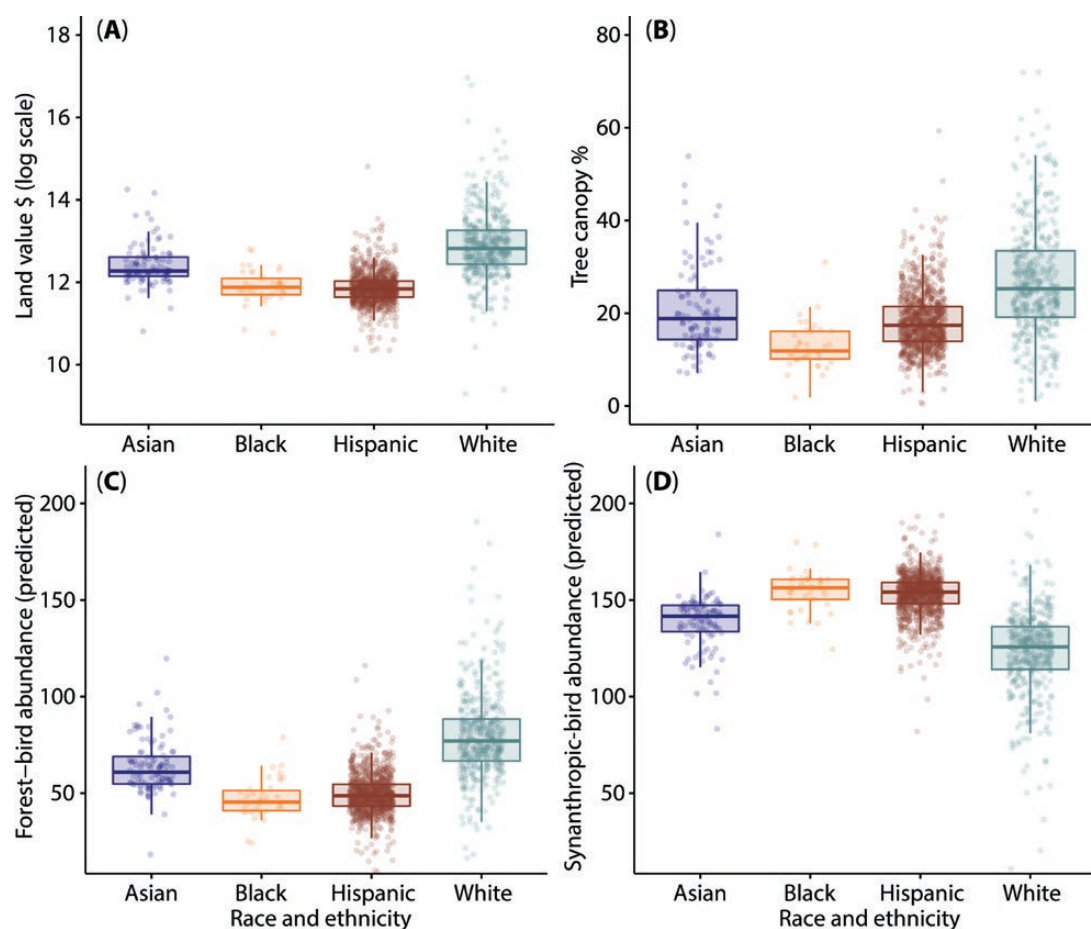 (A)
Land value $ (log scale)
18
16
14
12
10
Asian Black Hispanic White
(B)
Tree canopy %
80
60
40
20
0
Asian Black Hispanic White
(C)
Forest–bird abundance (predicted)
200
150
100
50
Asian Black Hispanic White
Race and ethnicity
(D)
Synanthropic-bird abundance (predicted)
200
150
100
50
Asian Black Hispanic White
Race and ethnicity